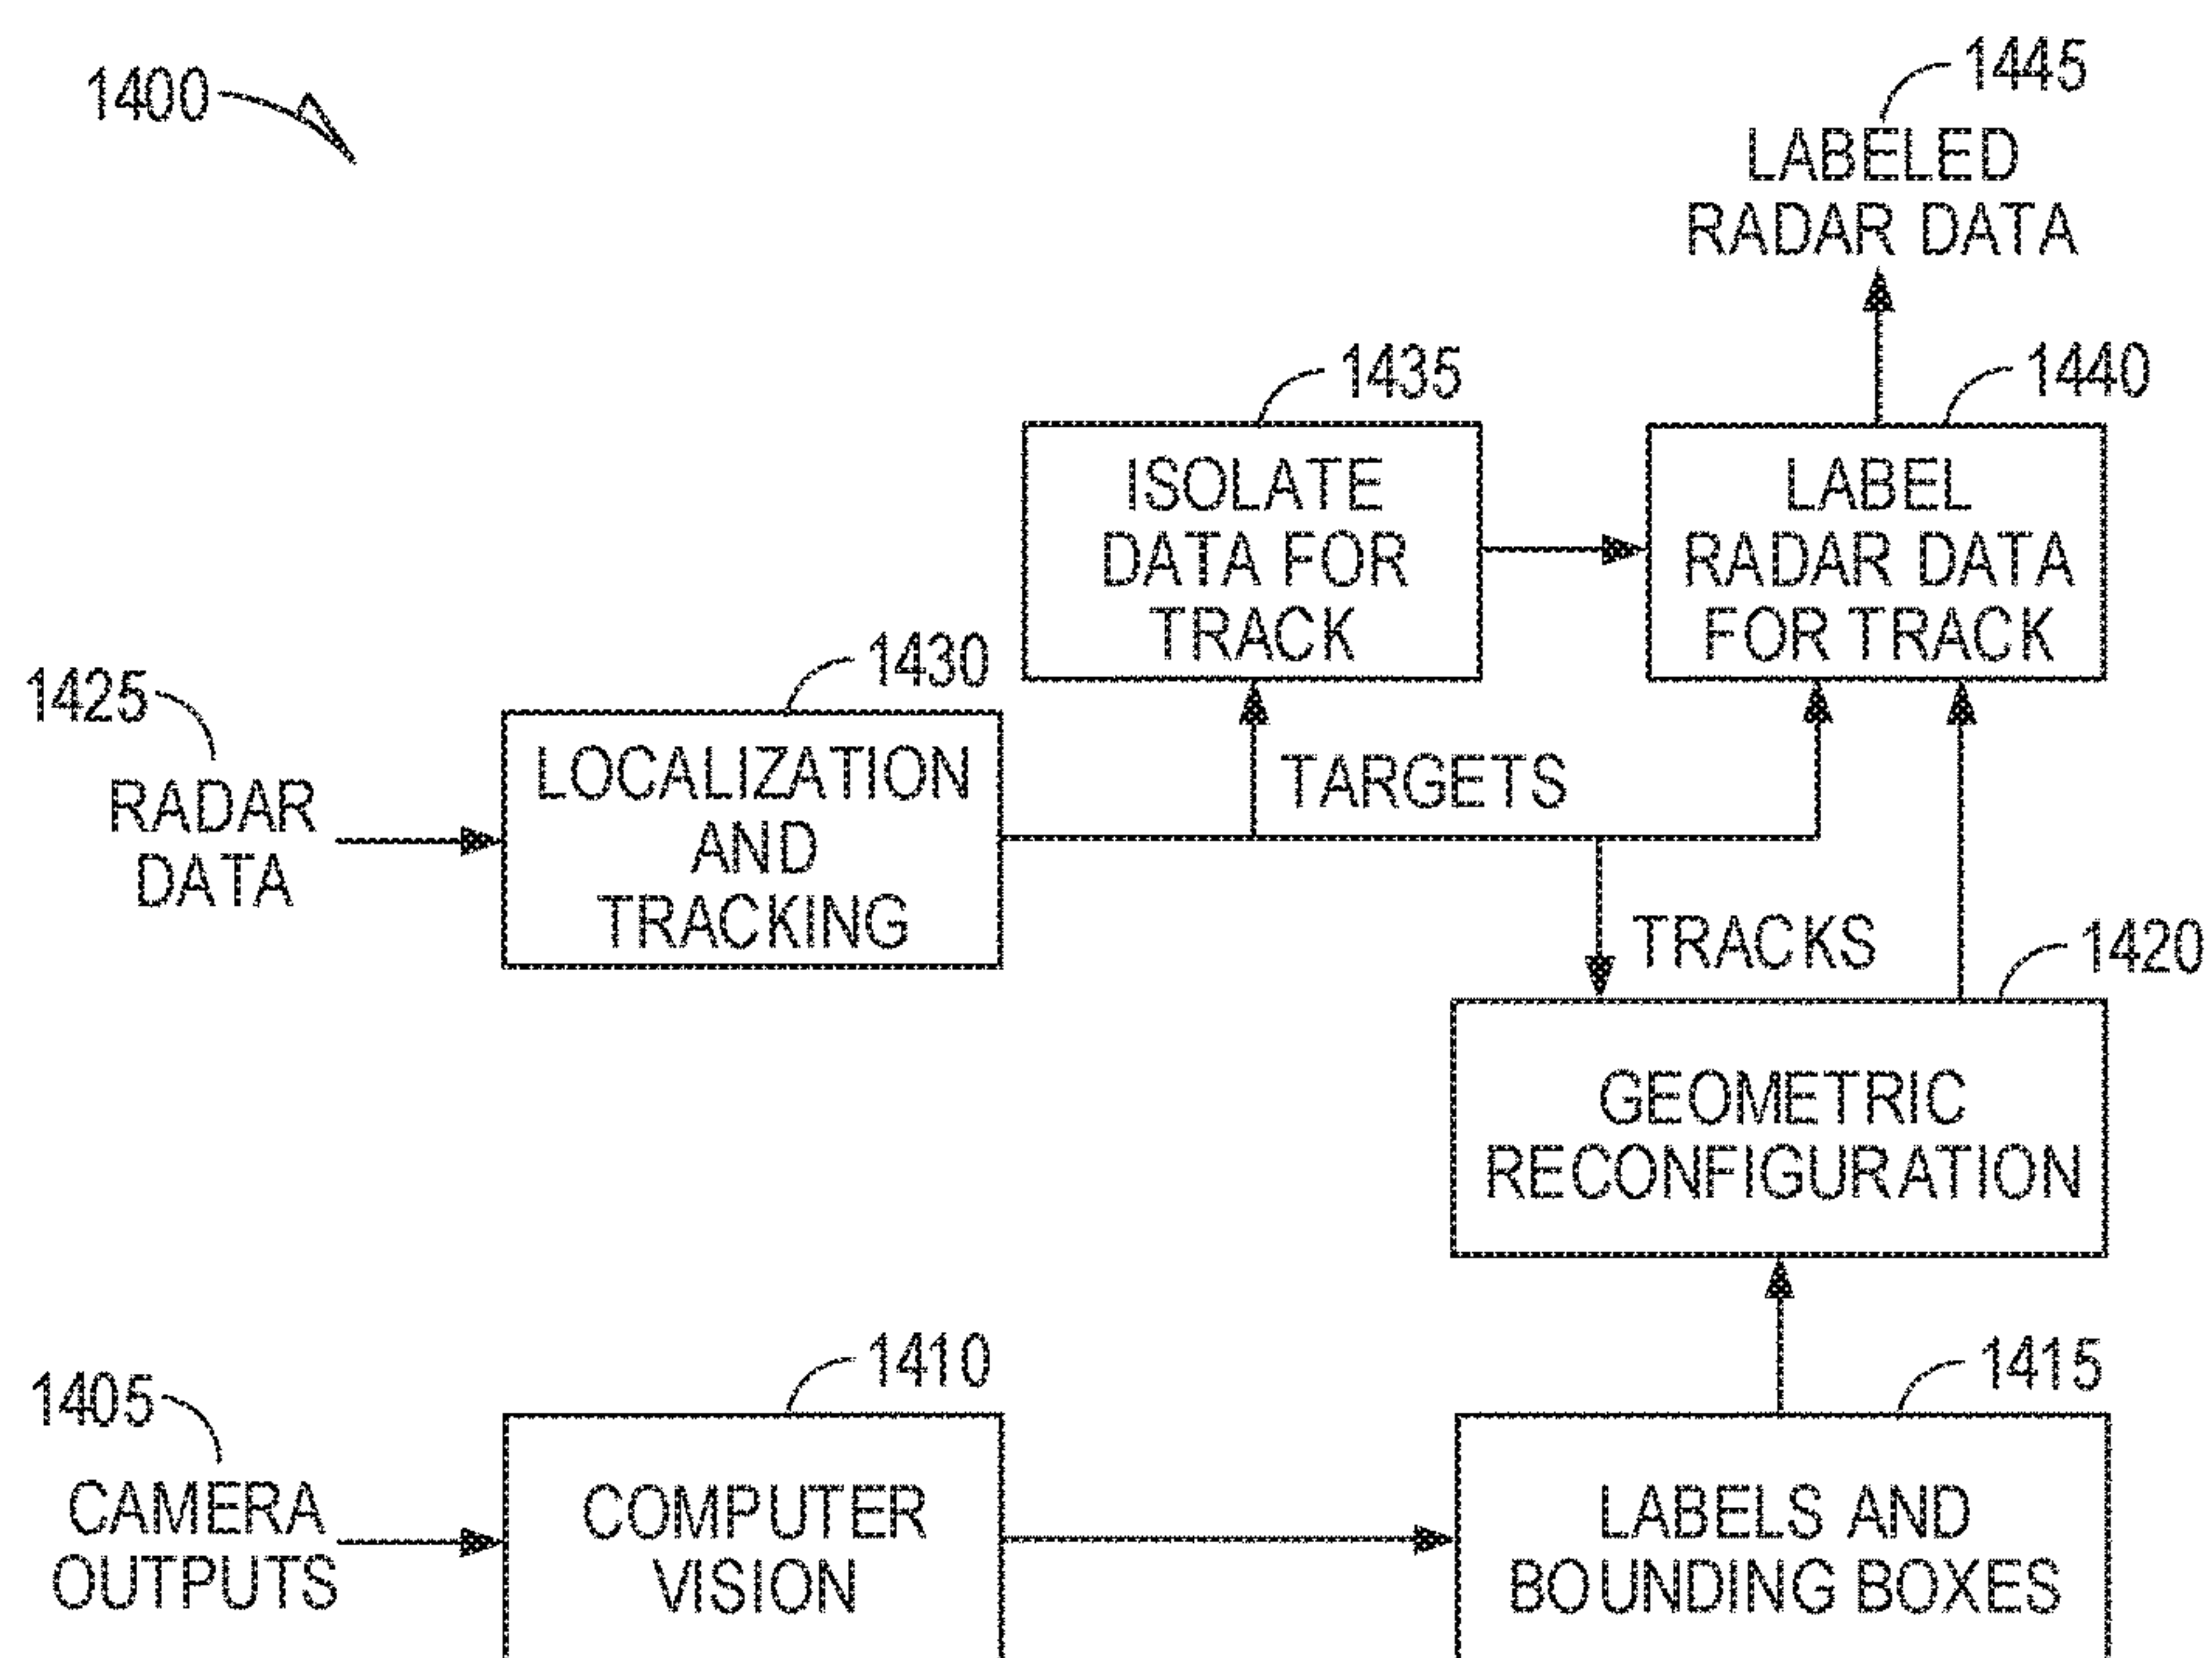 1400
1445
LABELED
RADAR DATA
1435
1440
ISOLATE
DATA FOR
TRACK
LABEL
RADAR DATA
FOR TRACK
1425
1430
RADAR
DATA
LOCALIZATION
AND
TRACKING
TARGETS
TRACKS
1420
GEOMETRIC
RECONFIGURATION
1405
1410
1415
CAMERA
OUTPUTS
COMPUTER
VISION
LABELS AND
BOUNDING BOXES